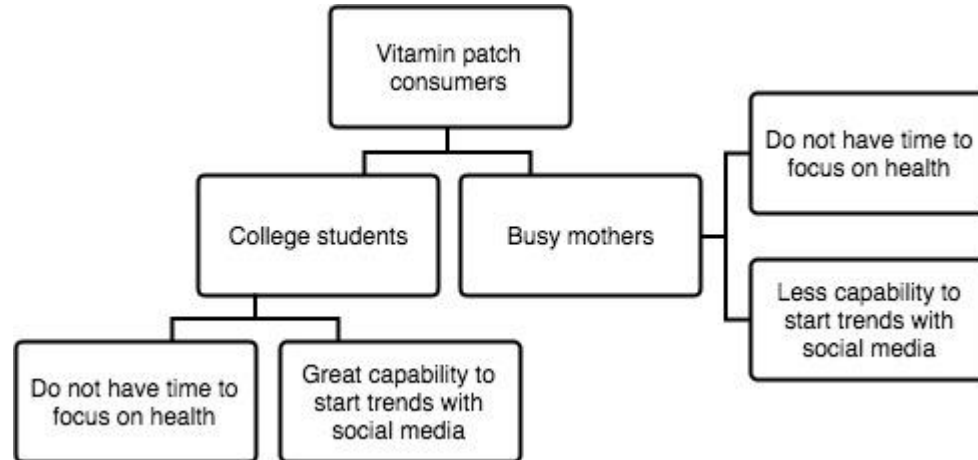 Vitamin patch
consumers
College students
Busy mothers
Do not have time to
focus on health
Less capability to
start trends with
social media
Do not have time to
focus on health
Great capability to
start trends with
social media